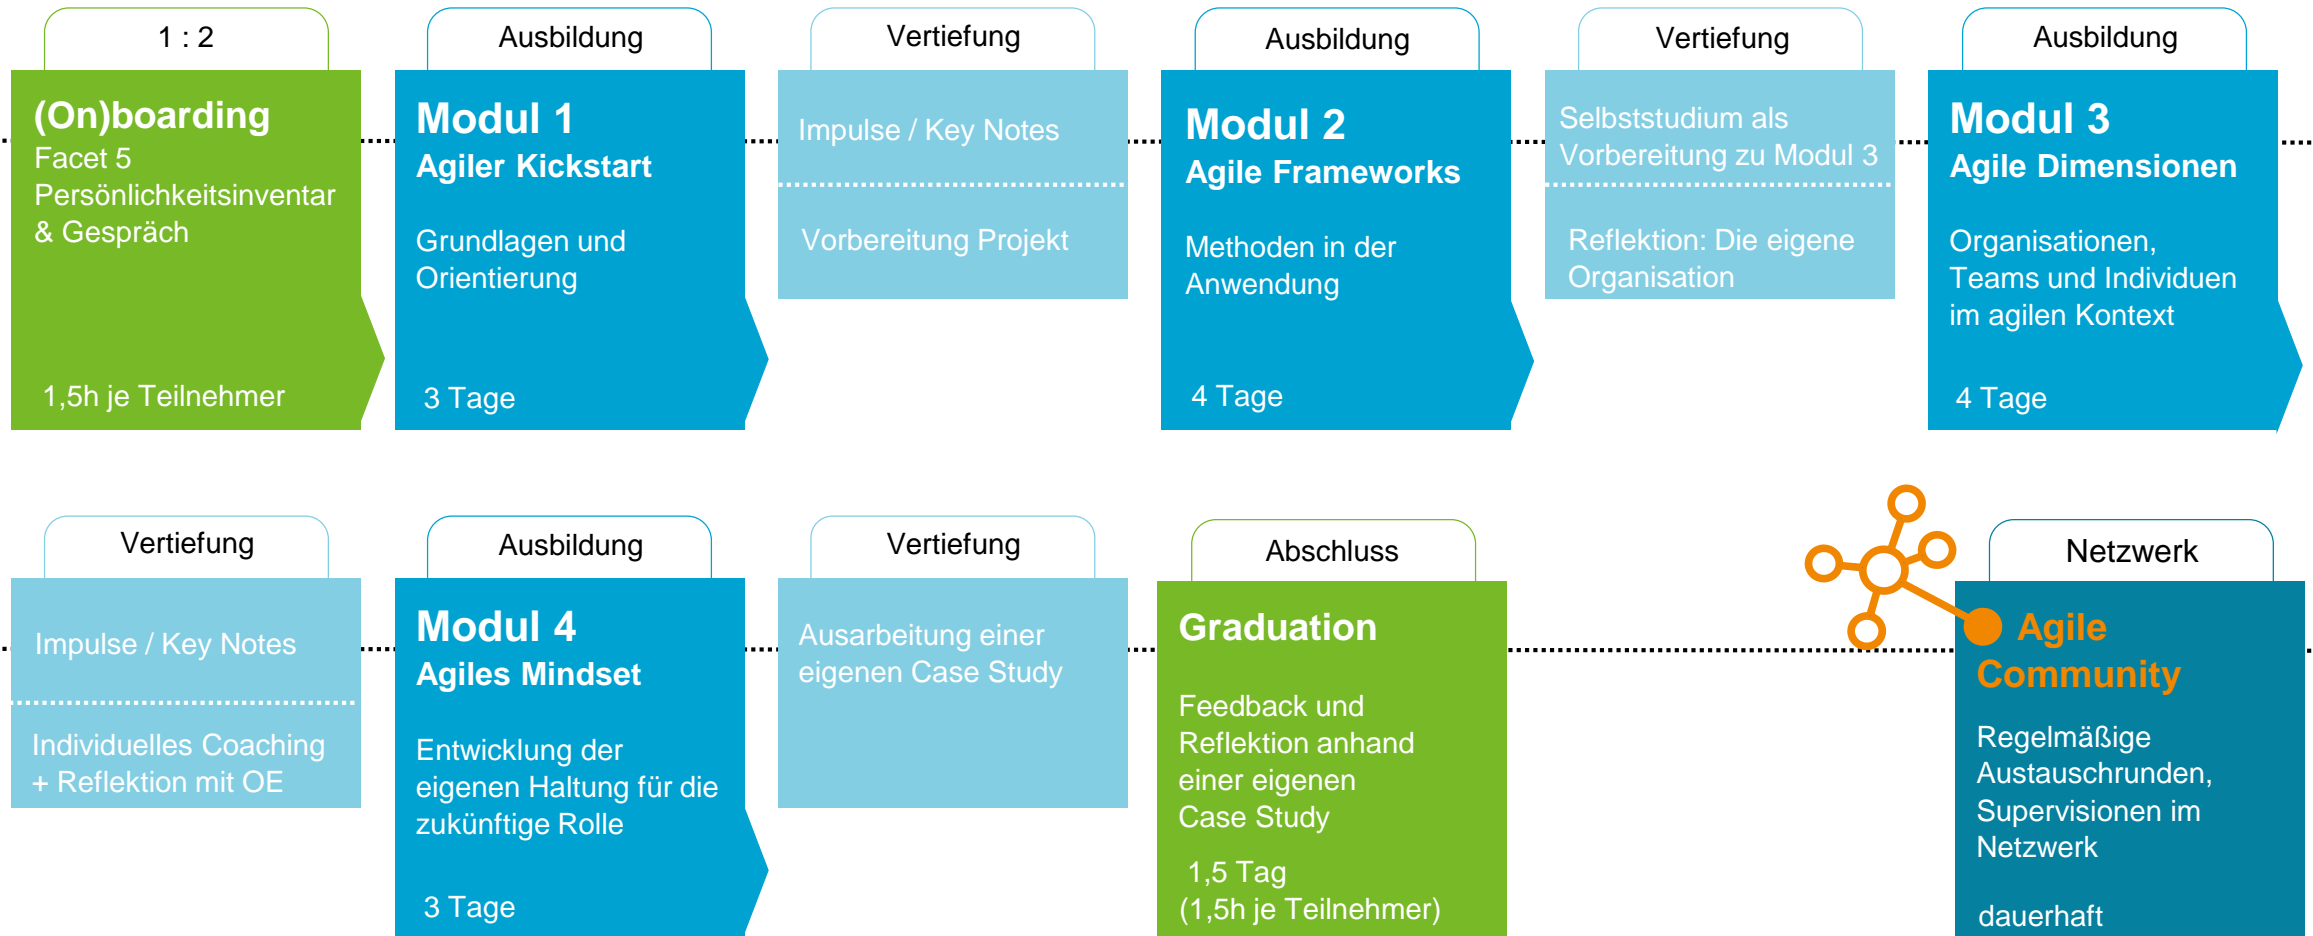 1 : 2
(On)boarding
Facet 5
Persönlichkeitsinventar
& Gespräch
1,5h je Teilnehmer
Ausbildung
Modul 1
Agiler Kickstart
Grundlagen und
Orientierung
3 Tage
Vertiefung
Impulse / Key Notes
Vorbereitung Projekt
Ausbildung
Modul 2
Agile Frameworks
Methoden in der
Anwendung
4 Tage
Vertiefung
Selbststudium als
Vorbereitung zu Modul 3
Reflektion: Die eigene
Organisation
Ausbildung
Modul 3
Agile Dimensionen
Organisationen,
Teams und Individuen
im agilen Kontext
4 Tage
Vertiefung
Impulse / Key Notes
Individuelles Coaching
+ Reflektion mit OE
Ausbildung
Modul 4
Agiles Mindset
Entwicklung der
eigenen Haltung für die
zukünftige Rolle
3 Tage
Vertiefung
Ausarbeitung einer
eigenen Case Study
Abschluss
Graduation
Feedback und
Reflektion anhand
einer eigenen
Case Study
1,5 Tag
(1,5h je Teilnehmer)
Netzwerk
Agile
Community
Regelmäßige
Austauschrunden,
Supervisionen im
Netzwerk
dauerhaft